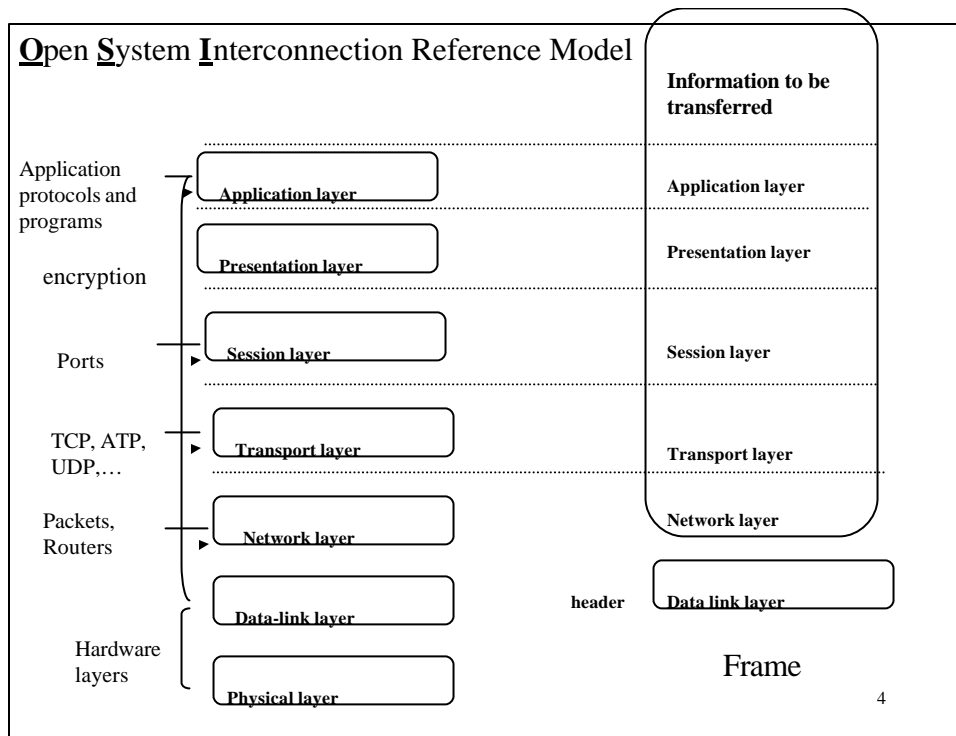 Open System Interconnection Reference Model
Information to be
transferred
Application
protocols and
programs
Application layer
Application layer
encryption
Presentation layer
Presentation layer
Ports
Session layer
Session layer
TCP, ATP,
UDP,…
Transport layer
Transport layer
Packets,
Routers
Network layer
Network layer
Data-link layer
header
Data link layer
Hardware
layers
Physical layer
Frame
4